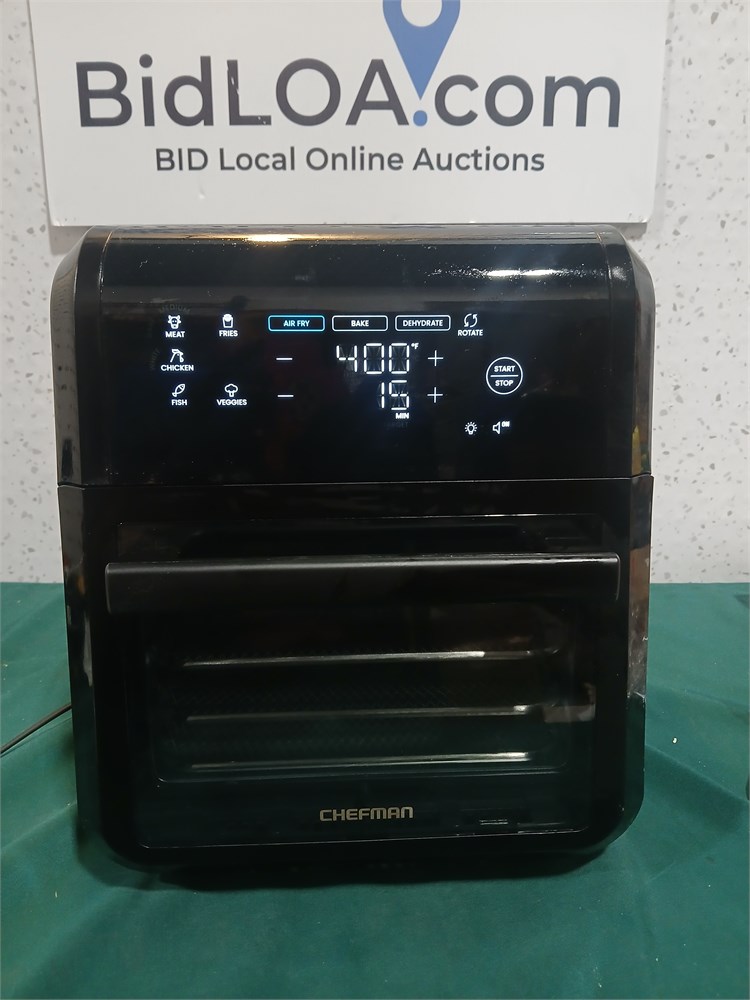 BidLOA.com
BID Local Online Auctions
MEAT
FRIES
AIR FRY
BAKE
DEHYDRATE
ROTATE
CHICKEN
− 400°F +
START
STOP
FISH
VEGGIES
− 15 +
MIN
CHEFMAN